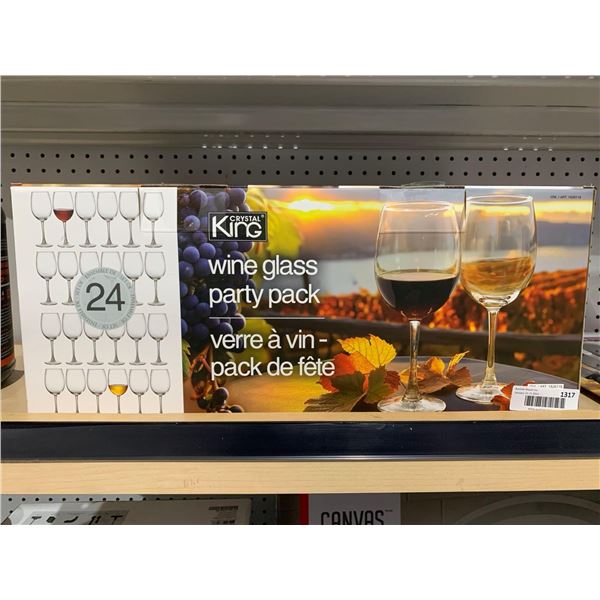 CRYSTAL
King
wine glass
party pack
verre à vin -
pack de fête
24
1317
CANVAS